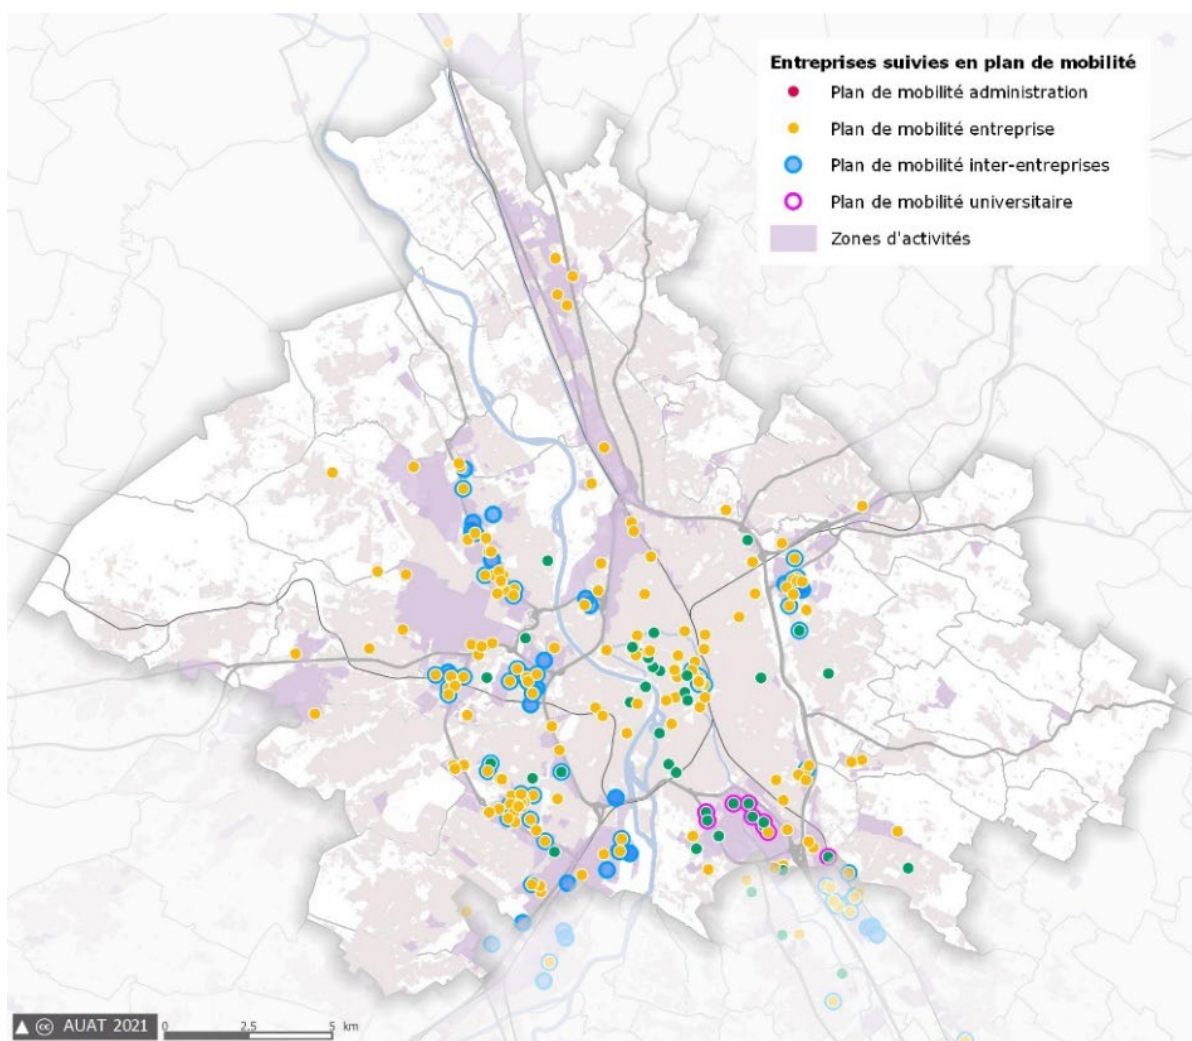 Entreprises suivies en plan de mobilité
Plan de mobilité administration
Plan de mobilité entreprise
Plan de mobilité inter-entreprises
Plan de mobilité universitaire
Zones d'activités
cc AUAT 2021 0 2,5 5 km